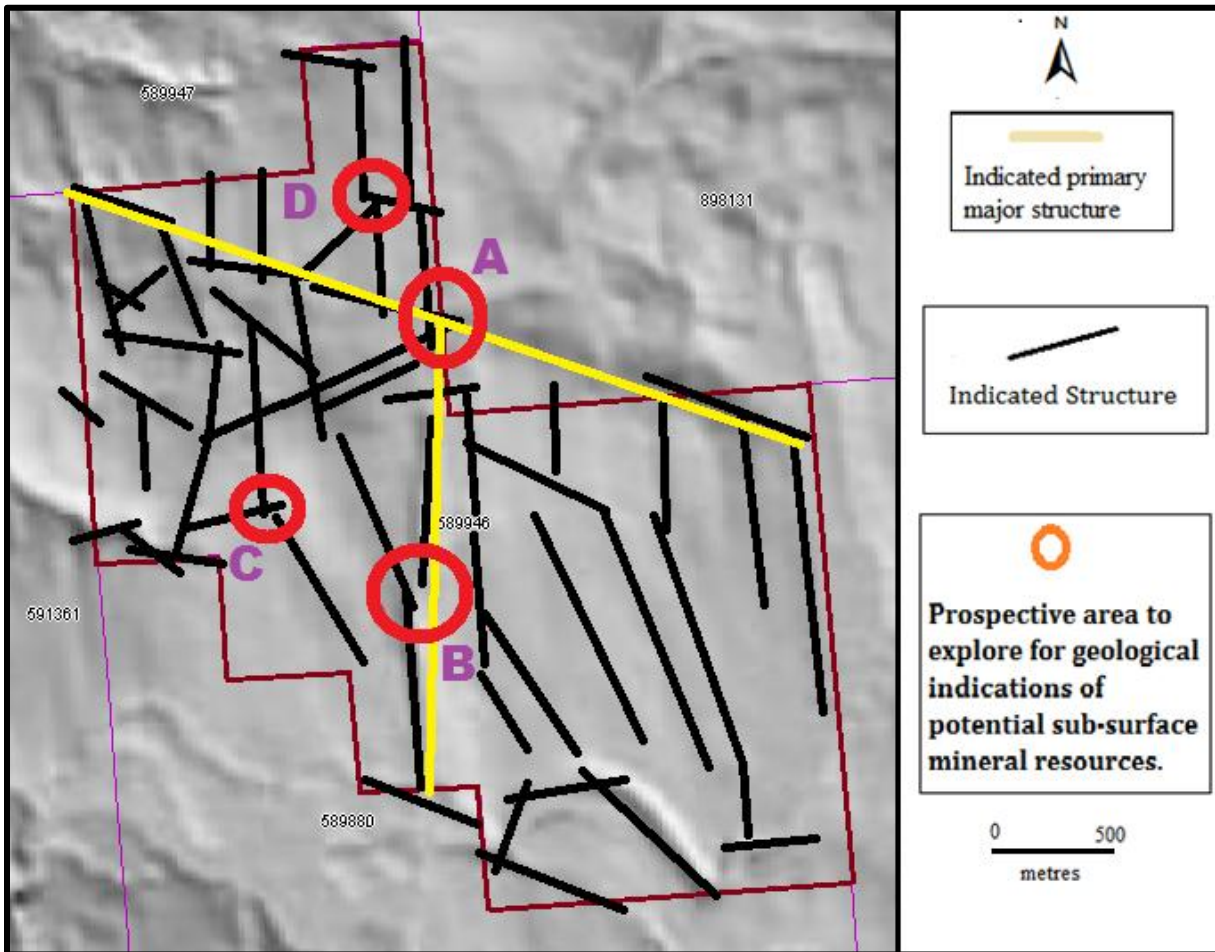 589947
898131
D
A
589946
C
591361
B
589880
N
Indicated primary
major structure
Indicated Structure
Prospective area to
explore for geological
indications of
potential sub-surface
mineral resources.
0 500
metres